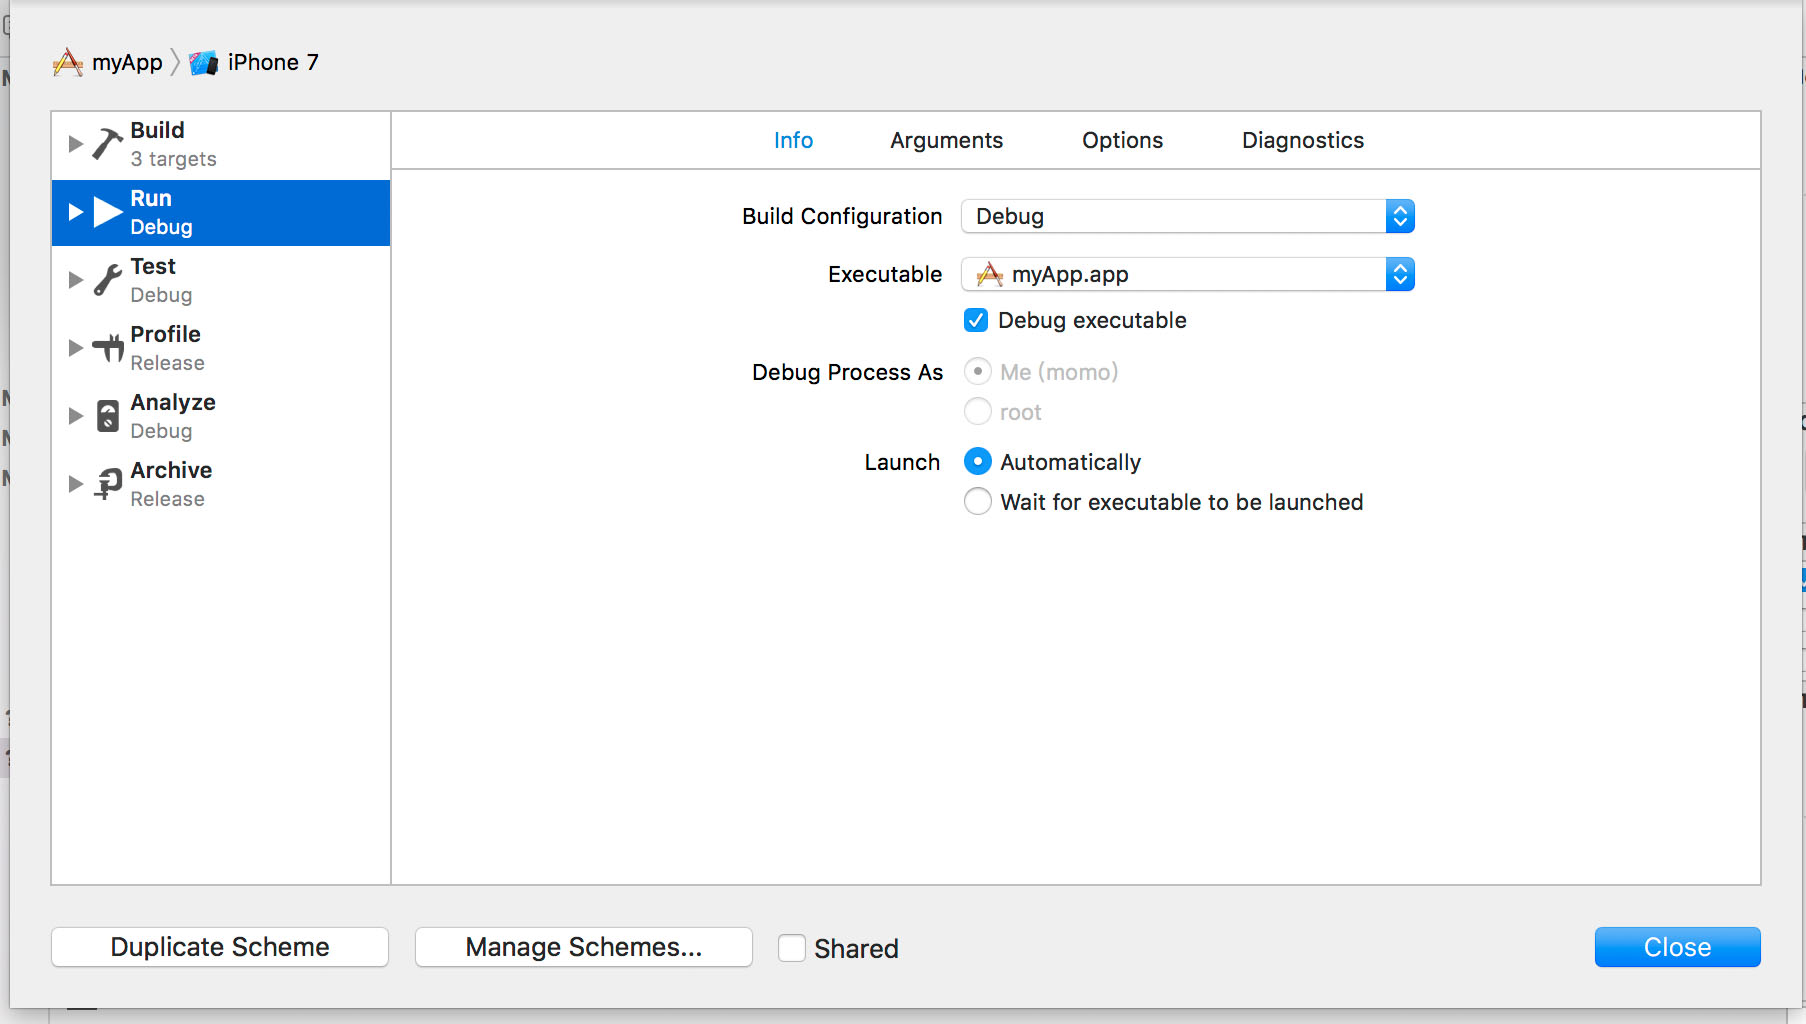 myApp
iPhone 7
Build
3 targets
Run
Debug
Test
Debug
Profile
Release
Analyze
Debug
Archive
Release
Info Arguments Options Diagnostics
Build Configuration Debug
Executable myApp.app
Debug executable
Debug Process As Me (momo)
root
Launch Automatically
Wait for executable to be launched
Duplicate Scheme Manage Schemes... Shared Close